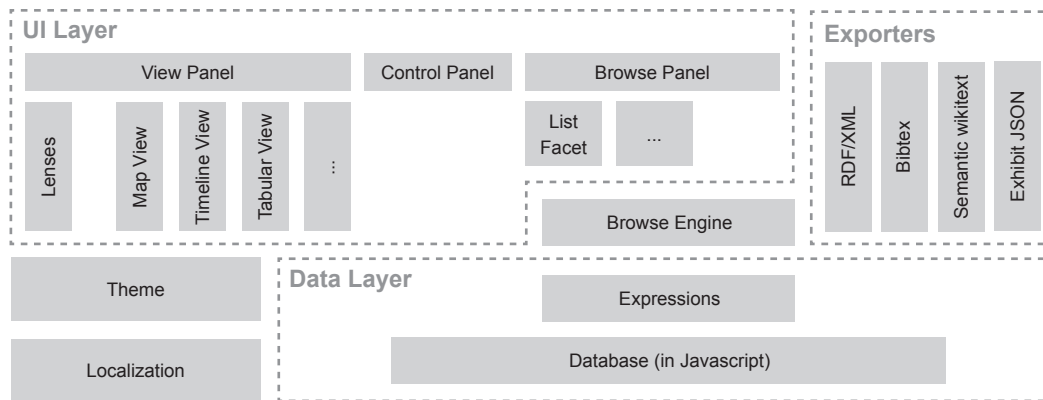 UI Layer
View Panel
Control Panel
Browse Panel
Lenses
Map View
Timeline View
Tabular View
...
List
Facet
...
Exporters
RDF/XML
Bibtex
Semantic wikitext
Exhibit JSON
Browse Engine
Theme
Localization
Data Layer
Expressions
Database (in Javascript)